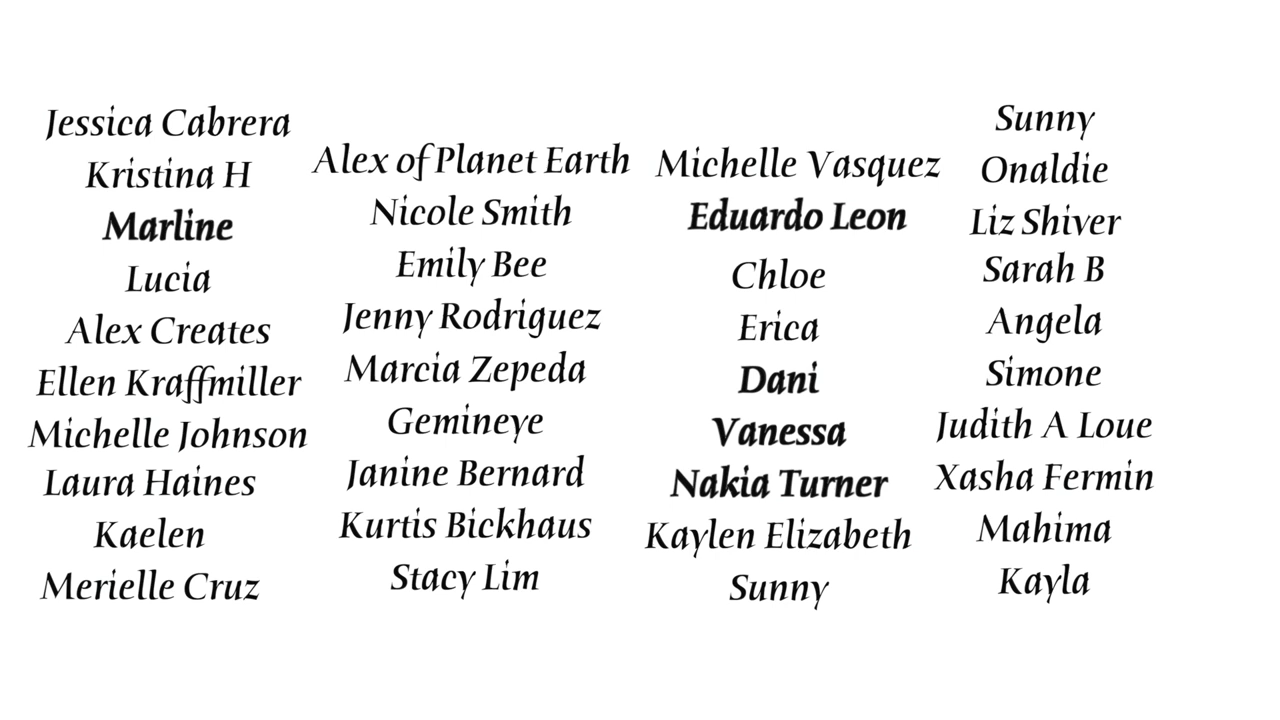 Jessica Cabrera
Kristina H
Marline
Lucia
Alex Creates
Ellen Kraffmiller
Michelle Johnson
Laura Haines
Kaelen
Merielle Cruz
Alex of Planet Earth
Nicole Smith
Emily Bee
Jenny Rodriguez
Marcia Zepeda
Gemineye
Janine Bernard
Kurtis Bickhaus
Stacy Lim
Michelle Vasquez
Eduardo Leon
Chloe
Erica
Dani
Vanessa
Nakia Turner
Kaylen Elizabeth
Sunny
Sunny
Onaldie
Liz Shiver
Sarah B
Angela
Simone
Judith A Loue
Xasha Fermin
Mahima
Kayla